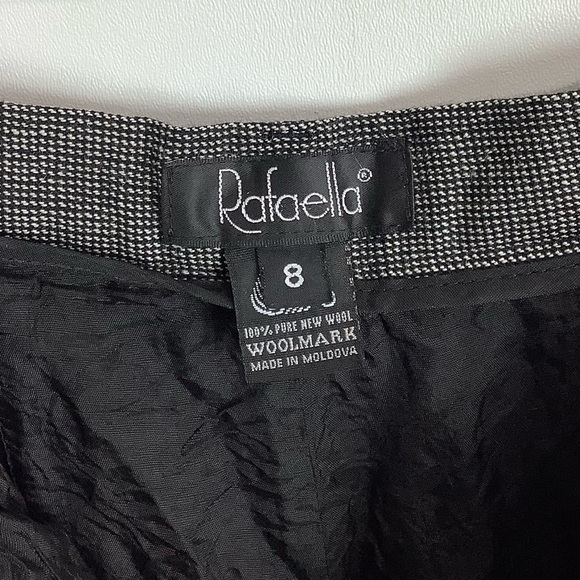 Rafaella®
8
100% PURE NEW WOOL
WOOLMARK
MADE IN MOLDOVA